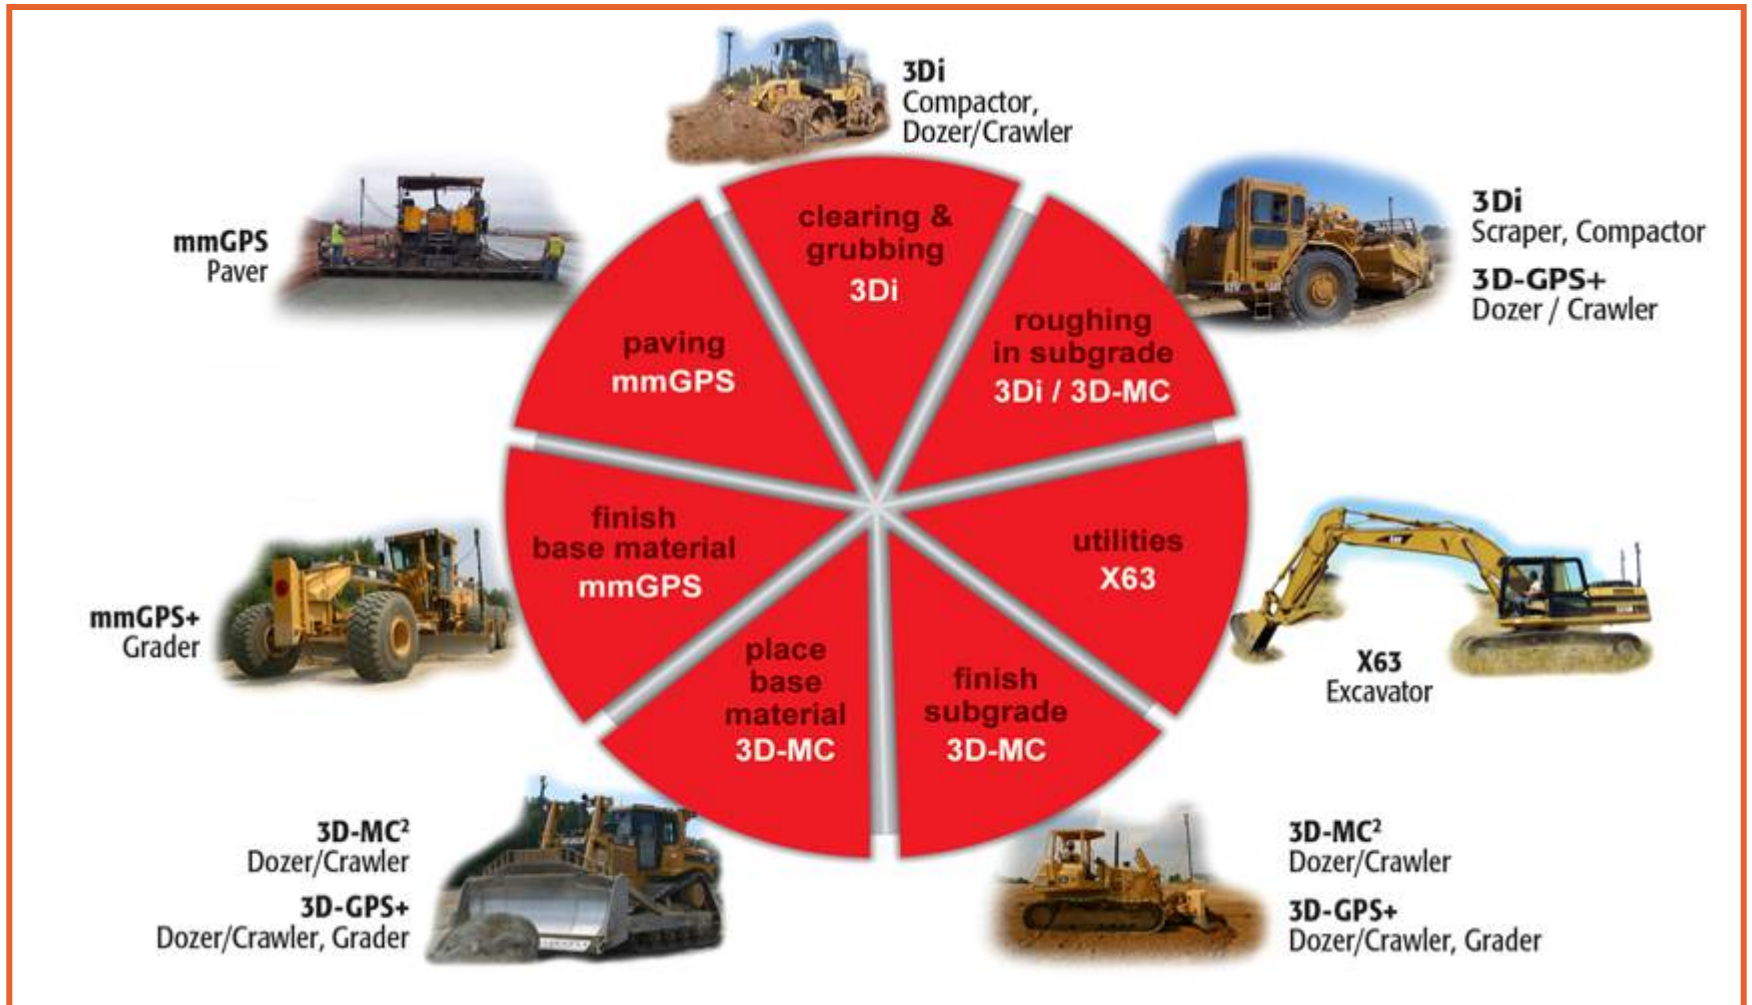 3Di
Compactor,
Dozer/Crawler
3Di
Scraper, Compactor
3D-GPS+
Dozer / Crawler
mmGPS
Paver
clearing &
grubbing
3Di
roughing
in subgrade
3Di / 3D-MC
paving
mmGPS
utilities
X63
X63
Excavator
finish
base material
mmGPS
mmGPS+
Grader
place
base
material
3D-MC
finish
subgrade
3D-MC
3D-MC²
Dozer/Crawler
3D-GPS+
Dozer/Crawler, Grader
3D-MC²
Dozer/Crawler
3D-GPS+
Dozer/Crawler, Grader